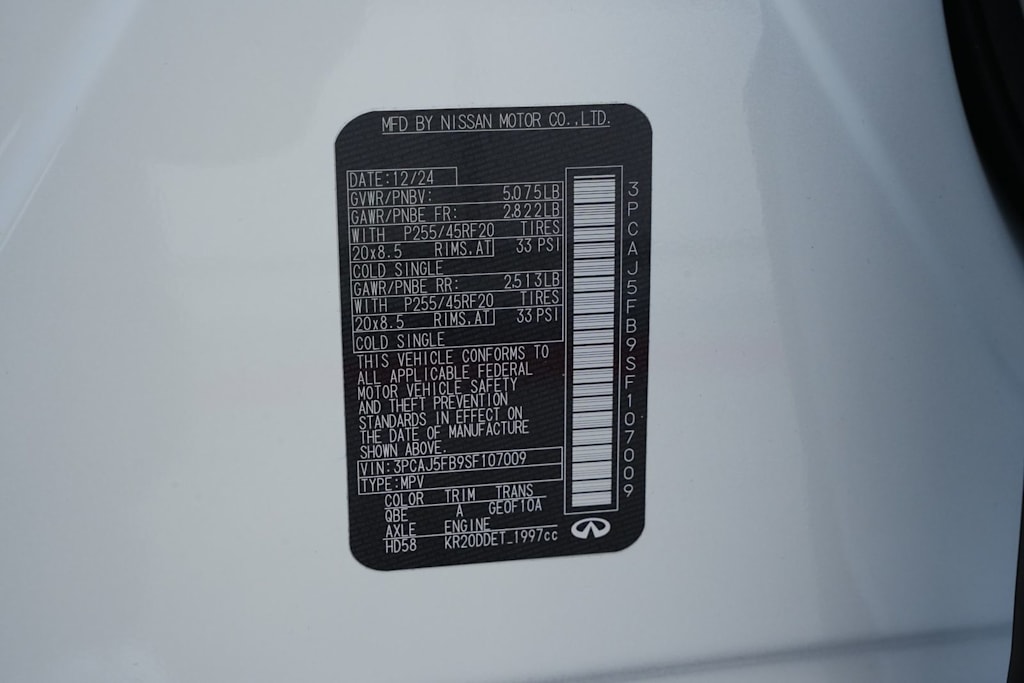 MFD BY NISSAN MOTOR CO.,LTD.
DATE:12/24
GVWR/PNBV: 5,075LB
GAWR/PNBE FR: 2,822LB
WITH P255/45RF20 TIRES
20x8.5 RIMS.AT 33 PSI
COLD SINGLE
GAWR/PNBE RR: 2,513LB
WITH P255/45RF20 TIRES
20x8.5 RIMS.AT 33 PSI
COLD SINGLE
THIS VEHICLE CONFORMS TO
ALL APPLICABLE FEDERAL
MOTOR VEHICLE SAFETY
AND THEFT PREVENTION
STANDARDS IN EFFECT ON
THE DATE OF MANUFACTURE
SHOWN ABOVE.
VIN:3PCAJ5FB9SF107009
TYPE:MPV
COLOR TRIM TRANS
QBE A GE0F10A
AXLE ENGINE
HD58 KR20DDET_1997cc
3PCAJ5FB9SF107009